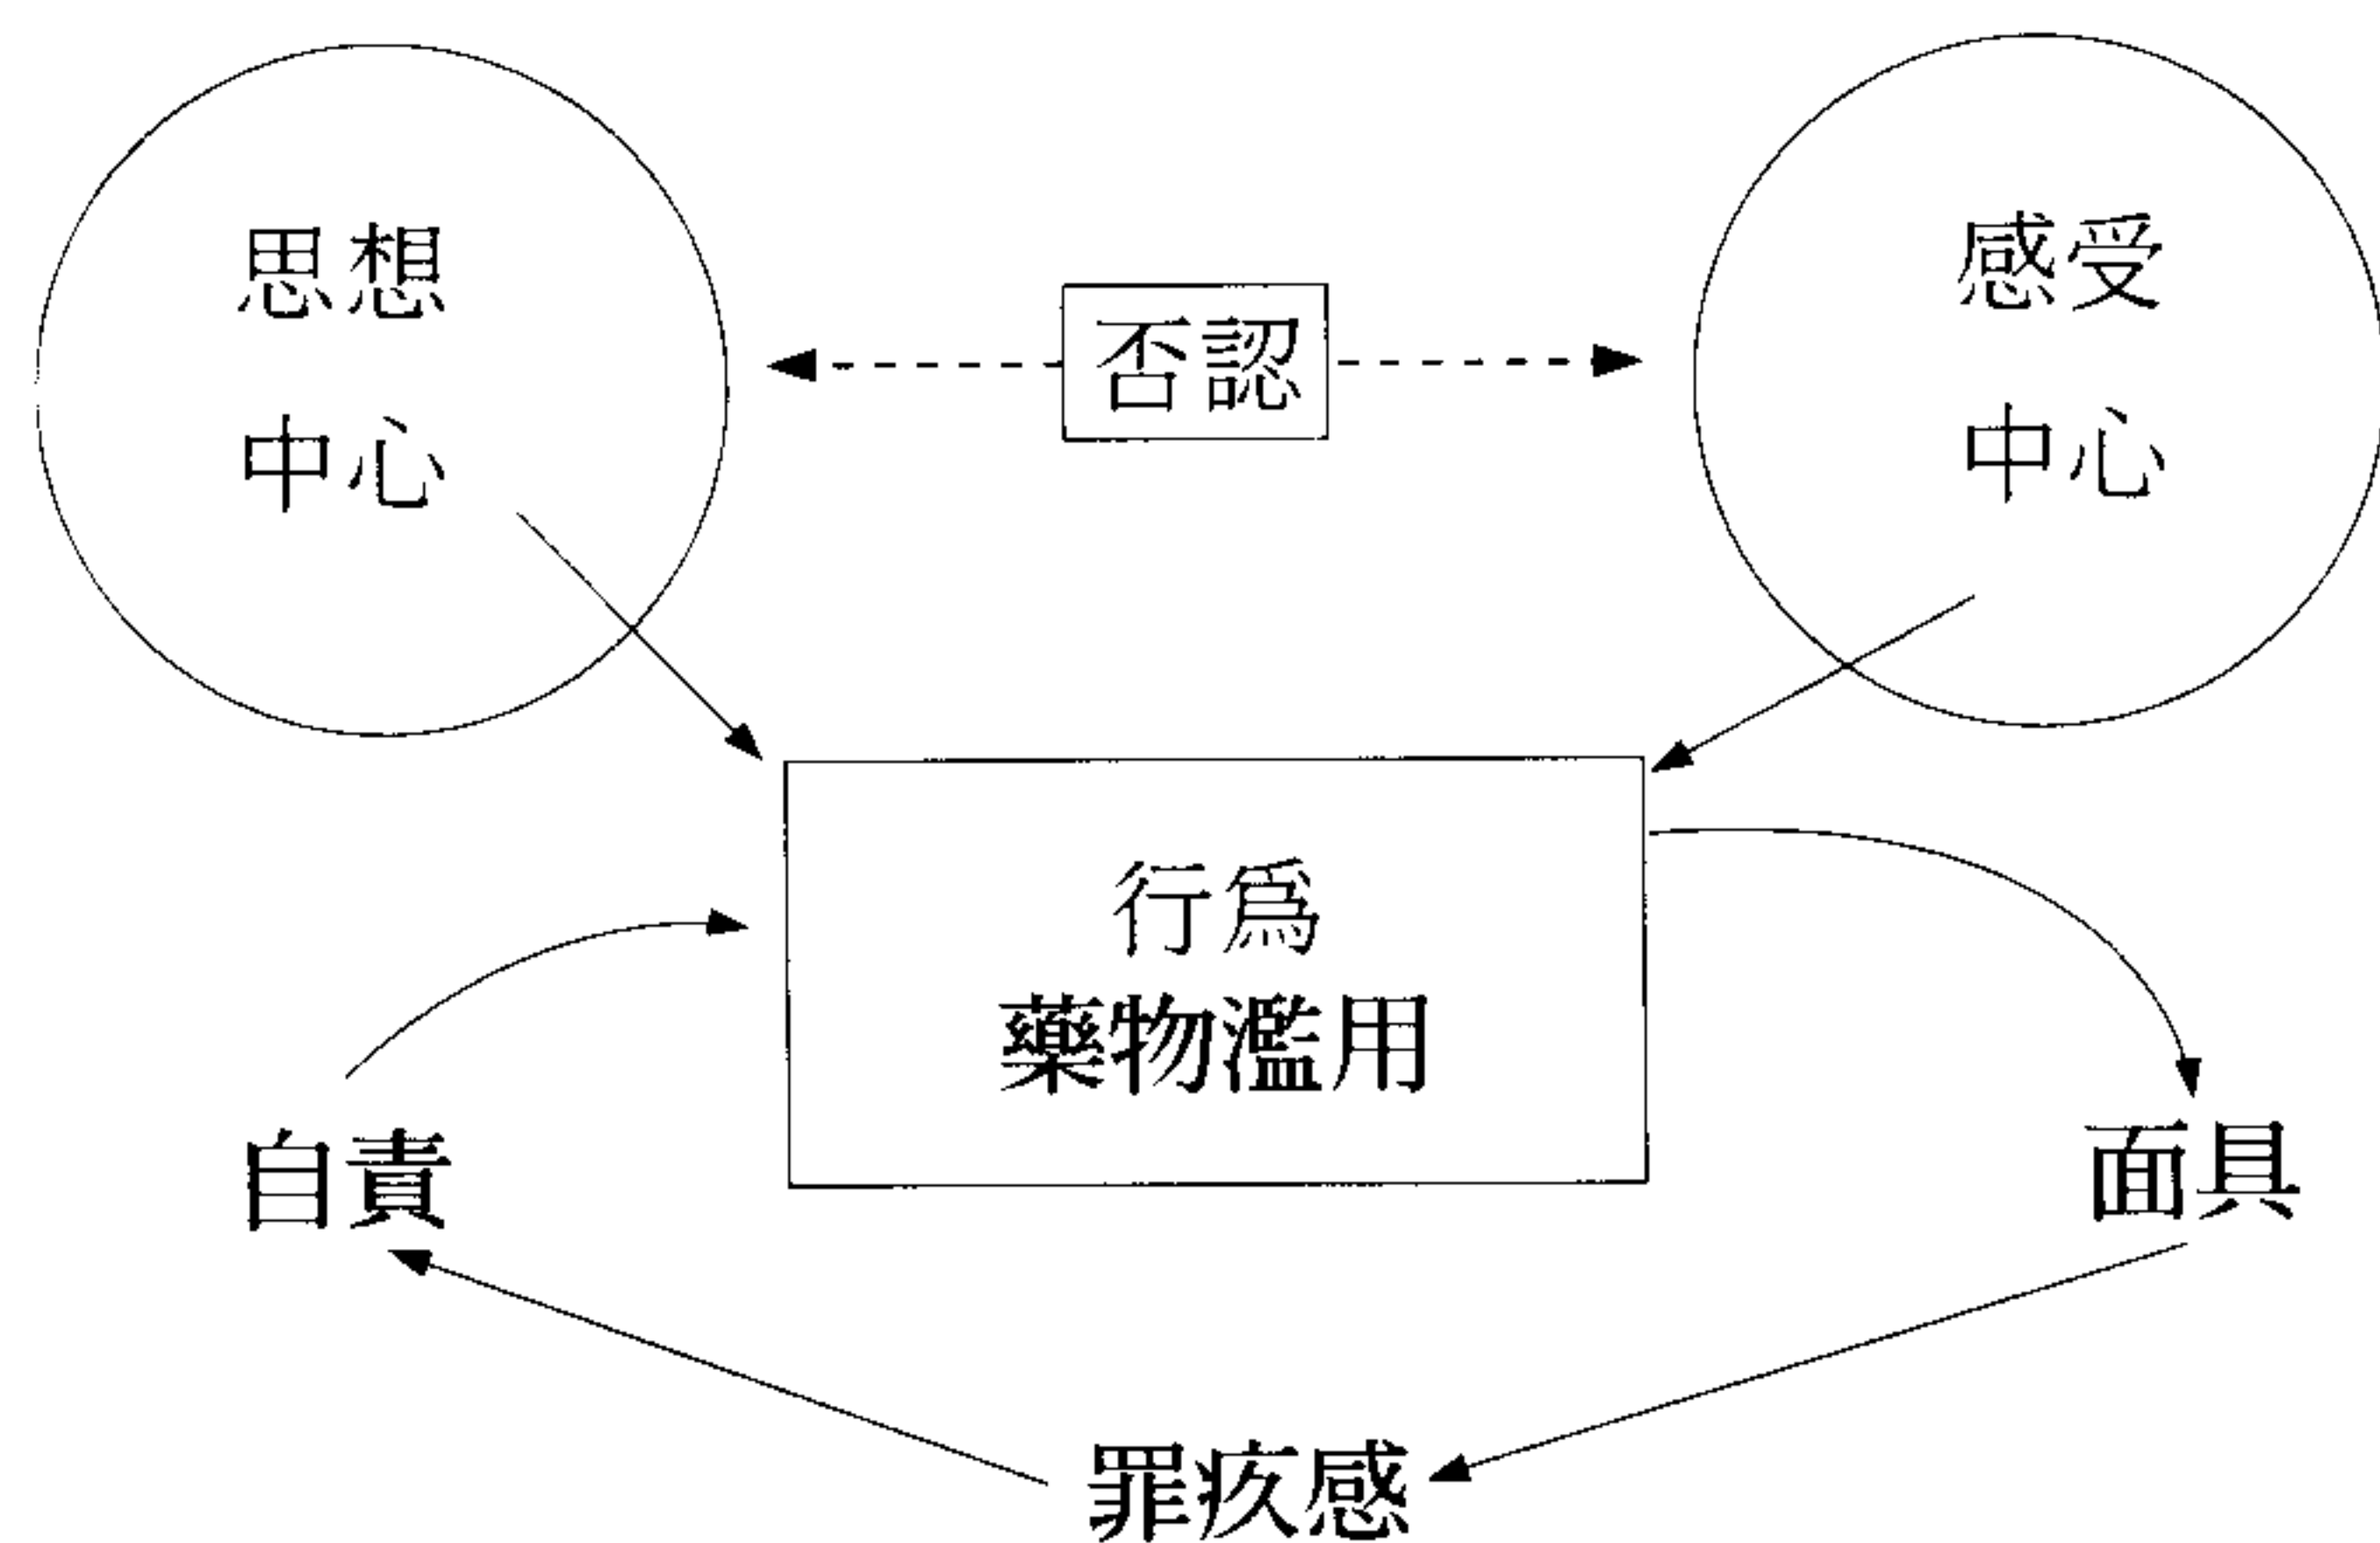 思想
中心
否認
感受
中心
行爲
藥物濫用
自責
面具
罪疚感